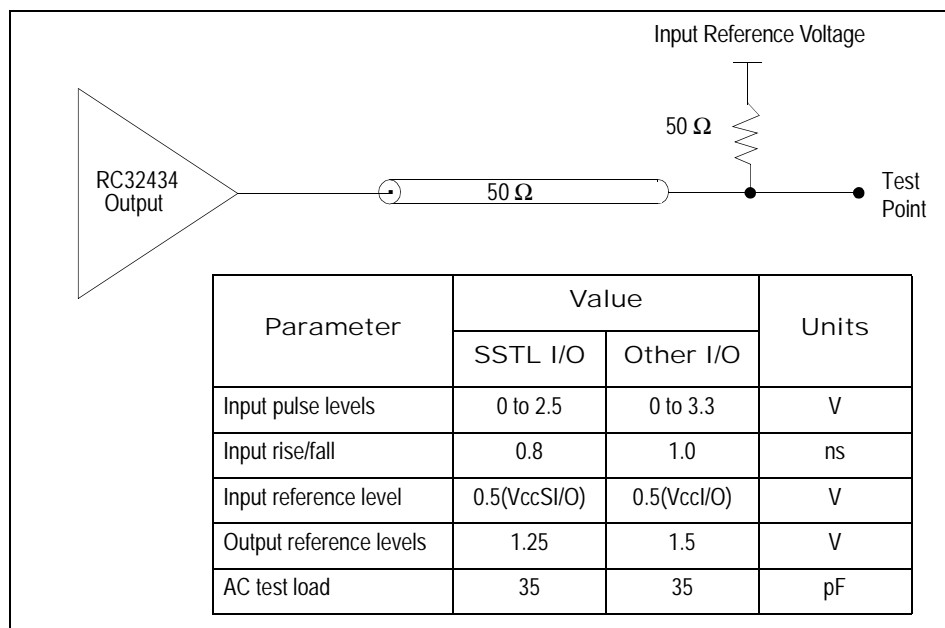 Input Reference Voltage
50 Ω
RC32434
Output
50 Ω
Test
Point
Parameter Value Units
SSTL I/O Other I/O
Input pulse levels 0 to 2.5 0 to 3.3 V
Input rise/fall 0.8 1.0 ns
Input reference level 0.5(VccSI/O) 0.5(VccI/O) V
Output reference levels 1.25 1.5 V
AC test load 35 35 pF